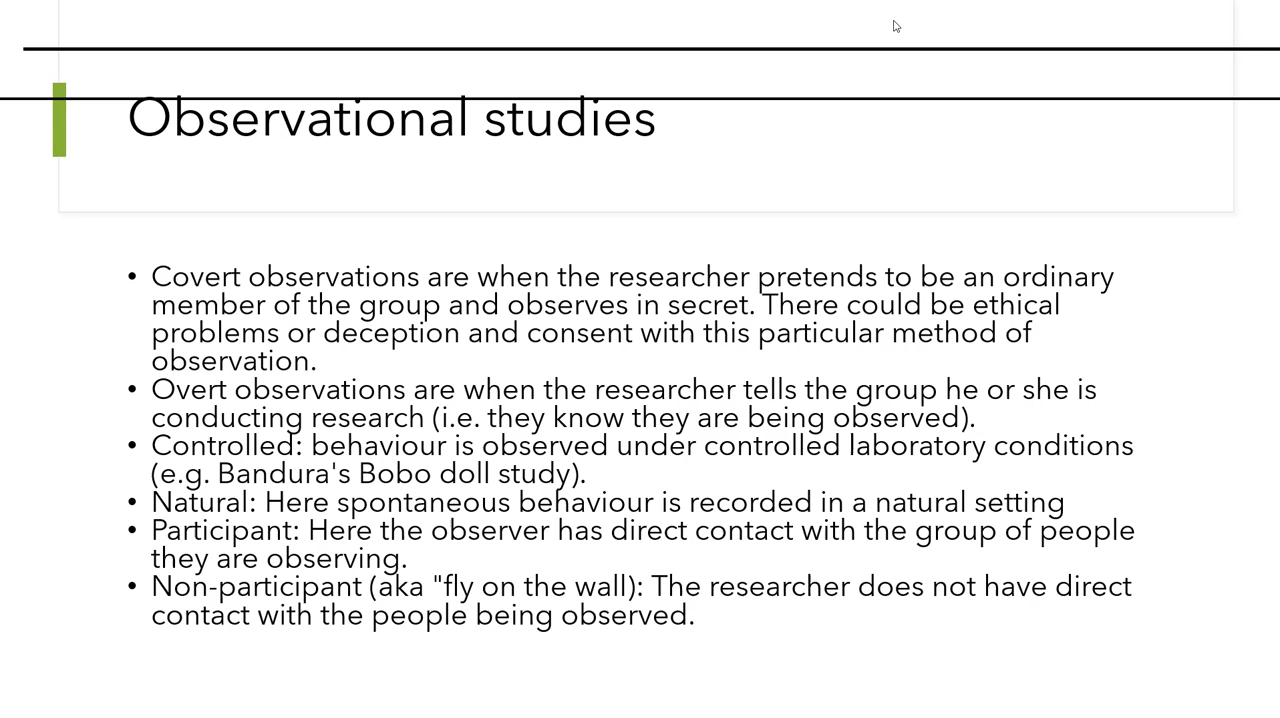 Observational studies
• Covert observations are when the researcher pretends to be an ordinary
member of the group and observes in secret. There could be ethical
problems or deception and consent with this particular method of
observation.
• Overt observations are when the researcher tells the group he or she is
conducting research (i.e. they know they are being observed).
• Controlled: behaviour is observed under controlled laboratory conditions
(e.g. Bandura's Bobo doll study).
• Natural: Here spontaneous behaviour is recorded in a natural setting
• Participant: Here the observer has direct contact with the group of people
they are observing.
• Non-participant (aka "fly on the wall): The researcher does not have direct
contact with the people being observed.